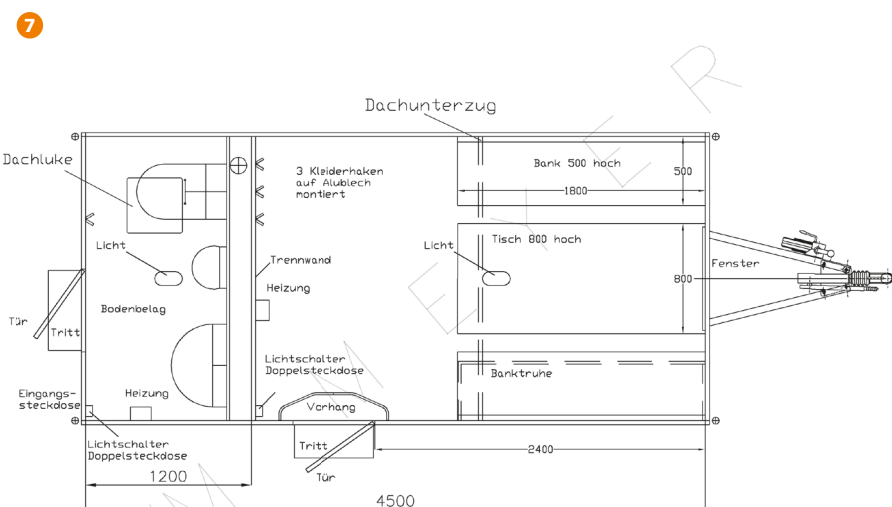 7
Dachunterzug
Dachluke
3 Kleiderhaken
auf Alublech
montiert
Bank 500 hoch
500
1800
Licht
Trennwand
Heizung
Licht
Tisch 800 hoch
800
Fenster
Bodenbelag
Tür
Tritt
Lichtschalter
Doppelsteckdose
Banktruhe
Eingangs-
steckdose
Heizung
Vorhang
Lichtschalter
Doppelsteckdose
Tritt
Tür
2400
1200
4500
M E Y E R
M